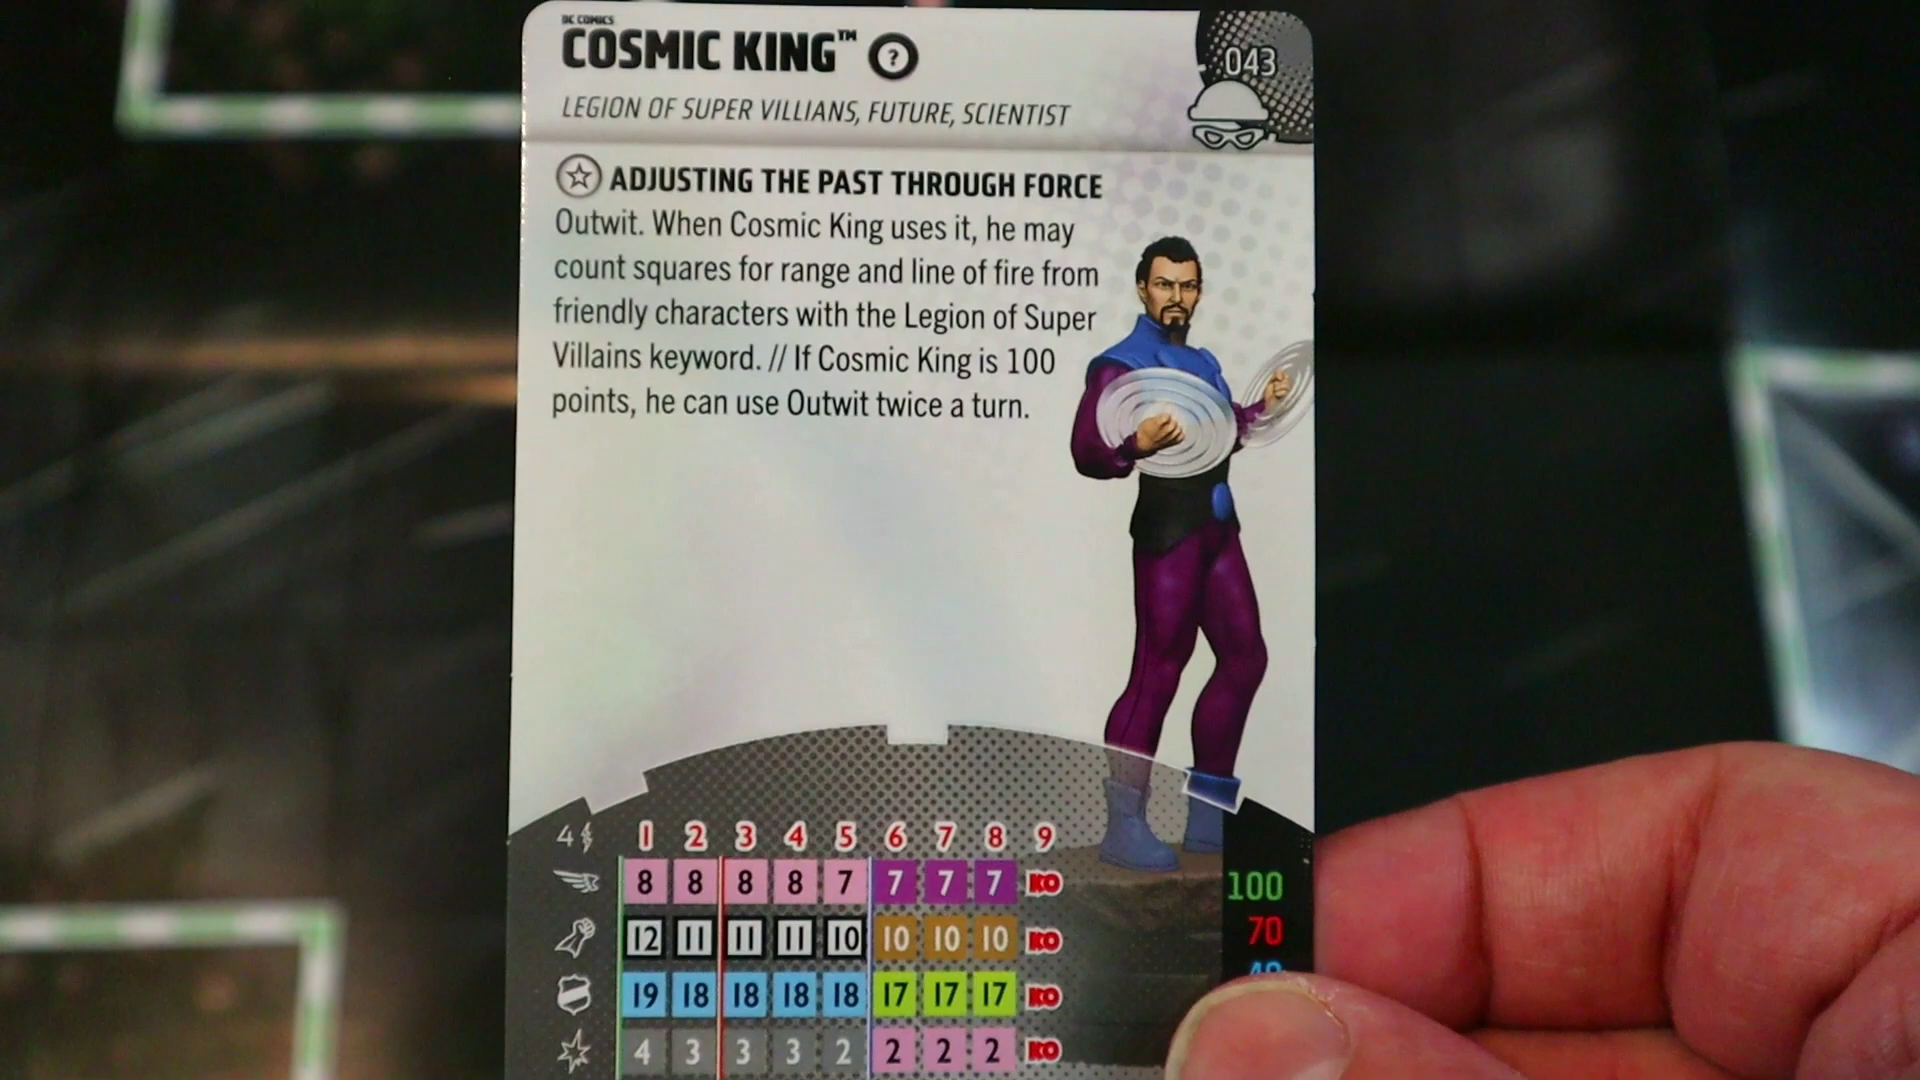 DC COMICS
COSMIC KING™ ?
043
LEGION OF SUPER VILLIANS, FUTURE, SCIENTIST
ADJUSTING THE PAST THROUGH FORCE
Outwit. When Cosmic King uses it, he may
count squares for range and line of fire from
friendly characters with the Legion of Super
Villains keyword. // If Cosmic King is 100
points, he can use Outwit twice a turn.
4 1 2 3 4 5 6 7 8 9
8 8 8 8 7 7 7 7 KO 100
12 11 11 11 10 10 10 10 KO 70
19 18 18 18 18 17 17 17 KO
4 3 3 3 2 2 2 2 KO